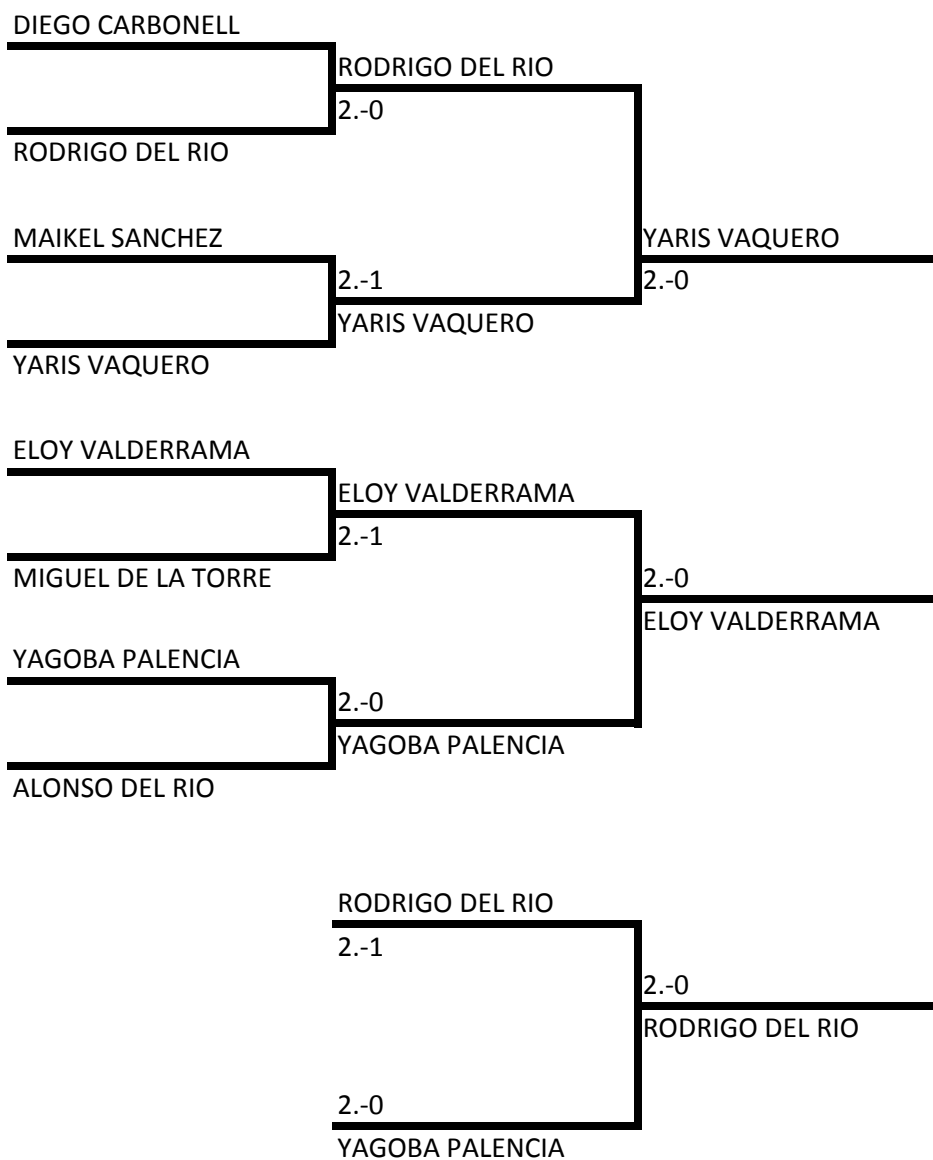 DIEGO CARBONELL
RODRIGO DEL RIO
2.-0
RODRIGO DEL RIO
MAIKEL SANCHEZ
YARIS VAQUERO
2.-1
2.-0
YARIS VAQUERO
YARIS VAQUERO
ELOY VALDERRAMA
ELOY VALDERRAMA
2.-1
MIGUEL DE LA TORRE
2.-0
ELOY VALDERRAMA
YAGOBA PALENCIA
2.-0
YAGOBA PALENCIA
ALONSO DEL RIO
RODRIGO DEL RIO
2.-1
2.-0
RODRIGO DEL RIO
2.-0
YAGOBA PALENCIA